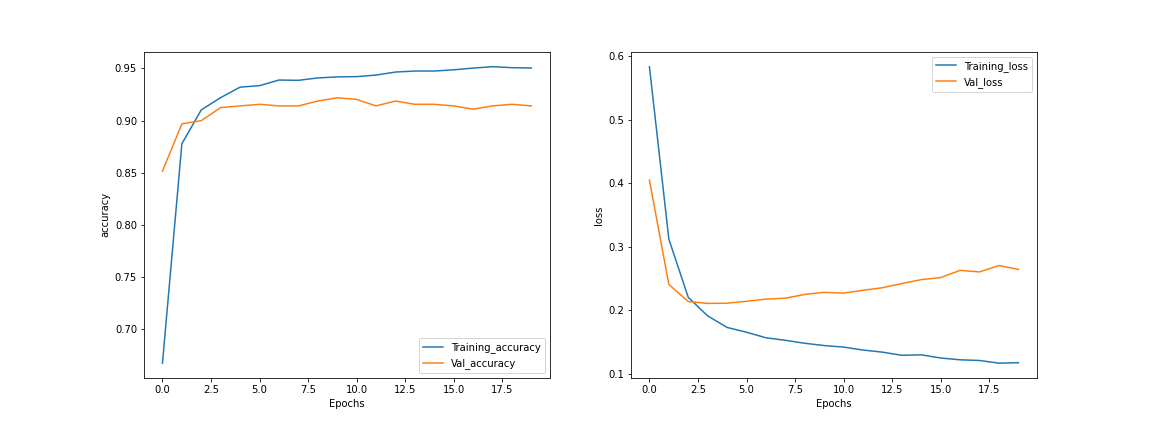 0.95
0.90
0.85
0.80
0.75
0.70
accuracy
Training_accuracy
Val_accuracy
0.0 2.5 5.0 7.5 10.0 12.5 15.0 17.5
Epochs
0.6
0.5
0.4
0.3
0.2
0.1
loss
Training_loss
Val_loss
0.0 2.5 5.0 7.5 10.0 12.5 15.0 17.5
Epochs